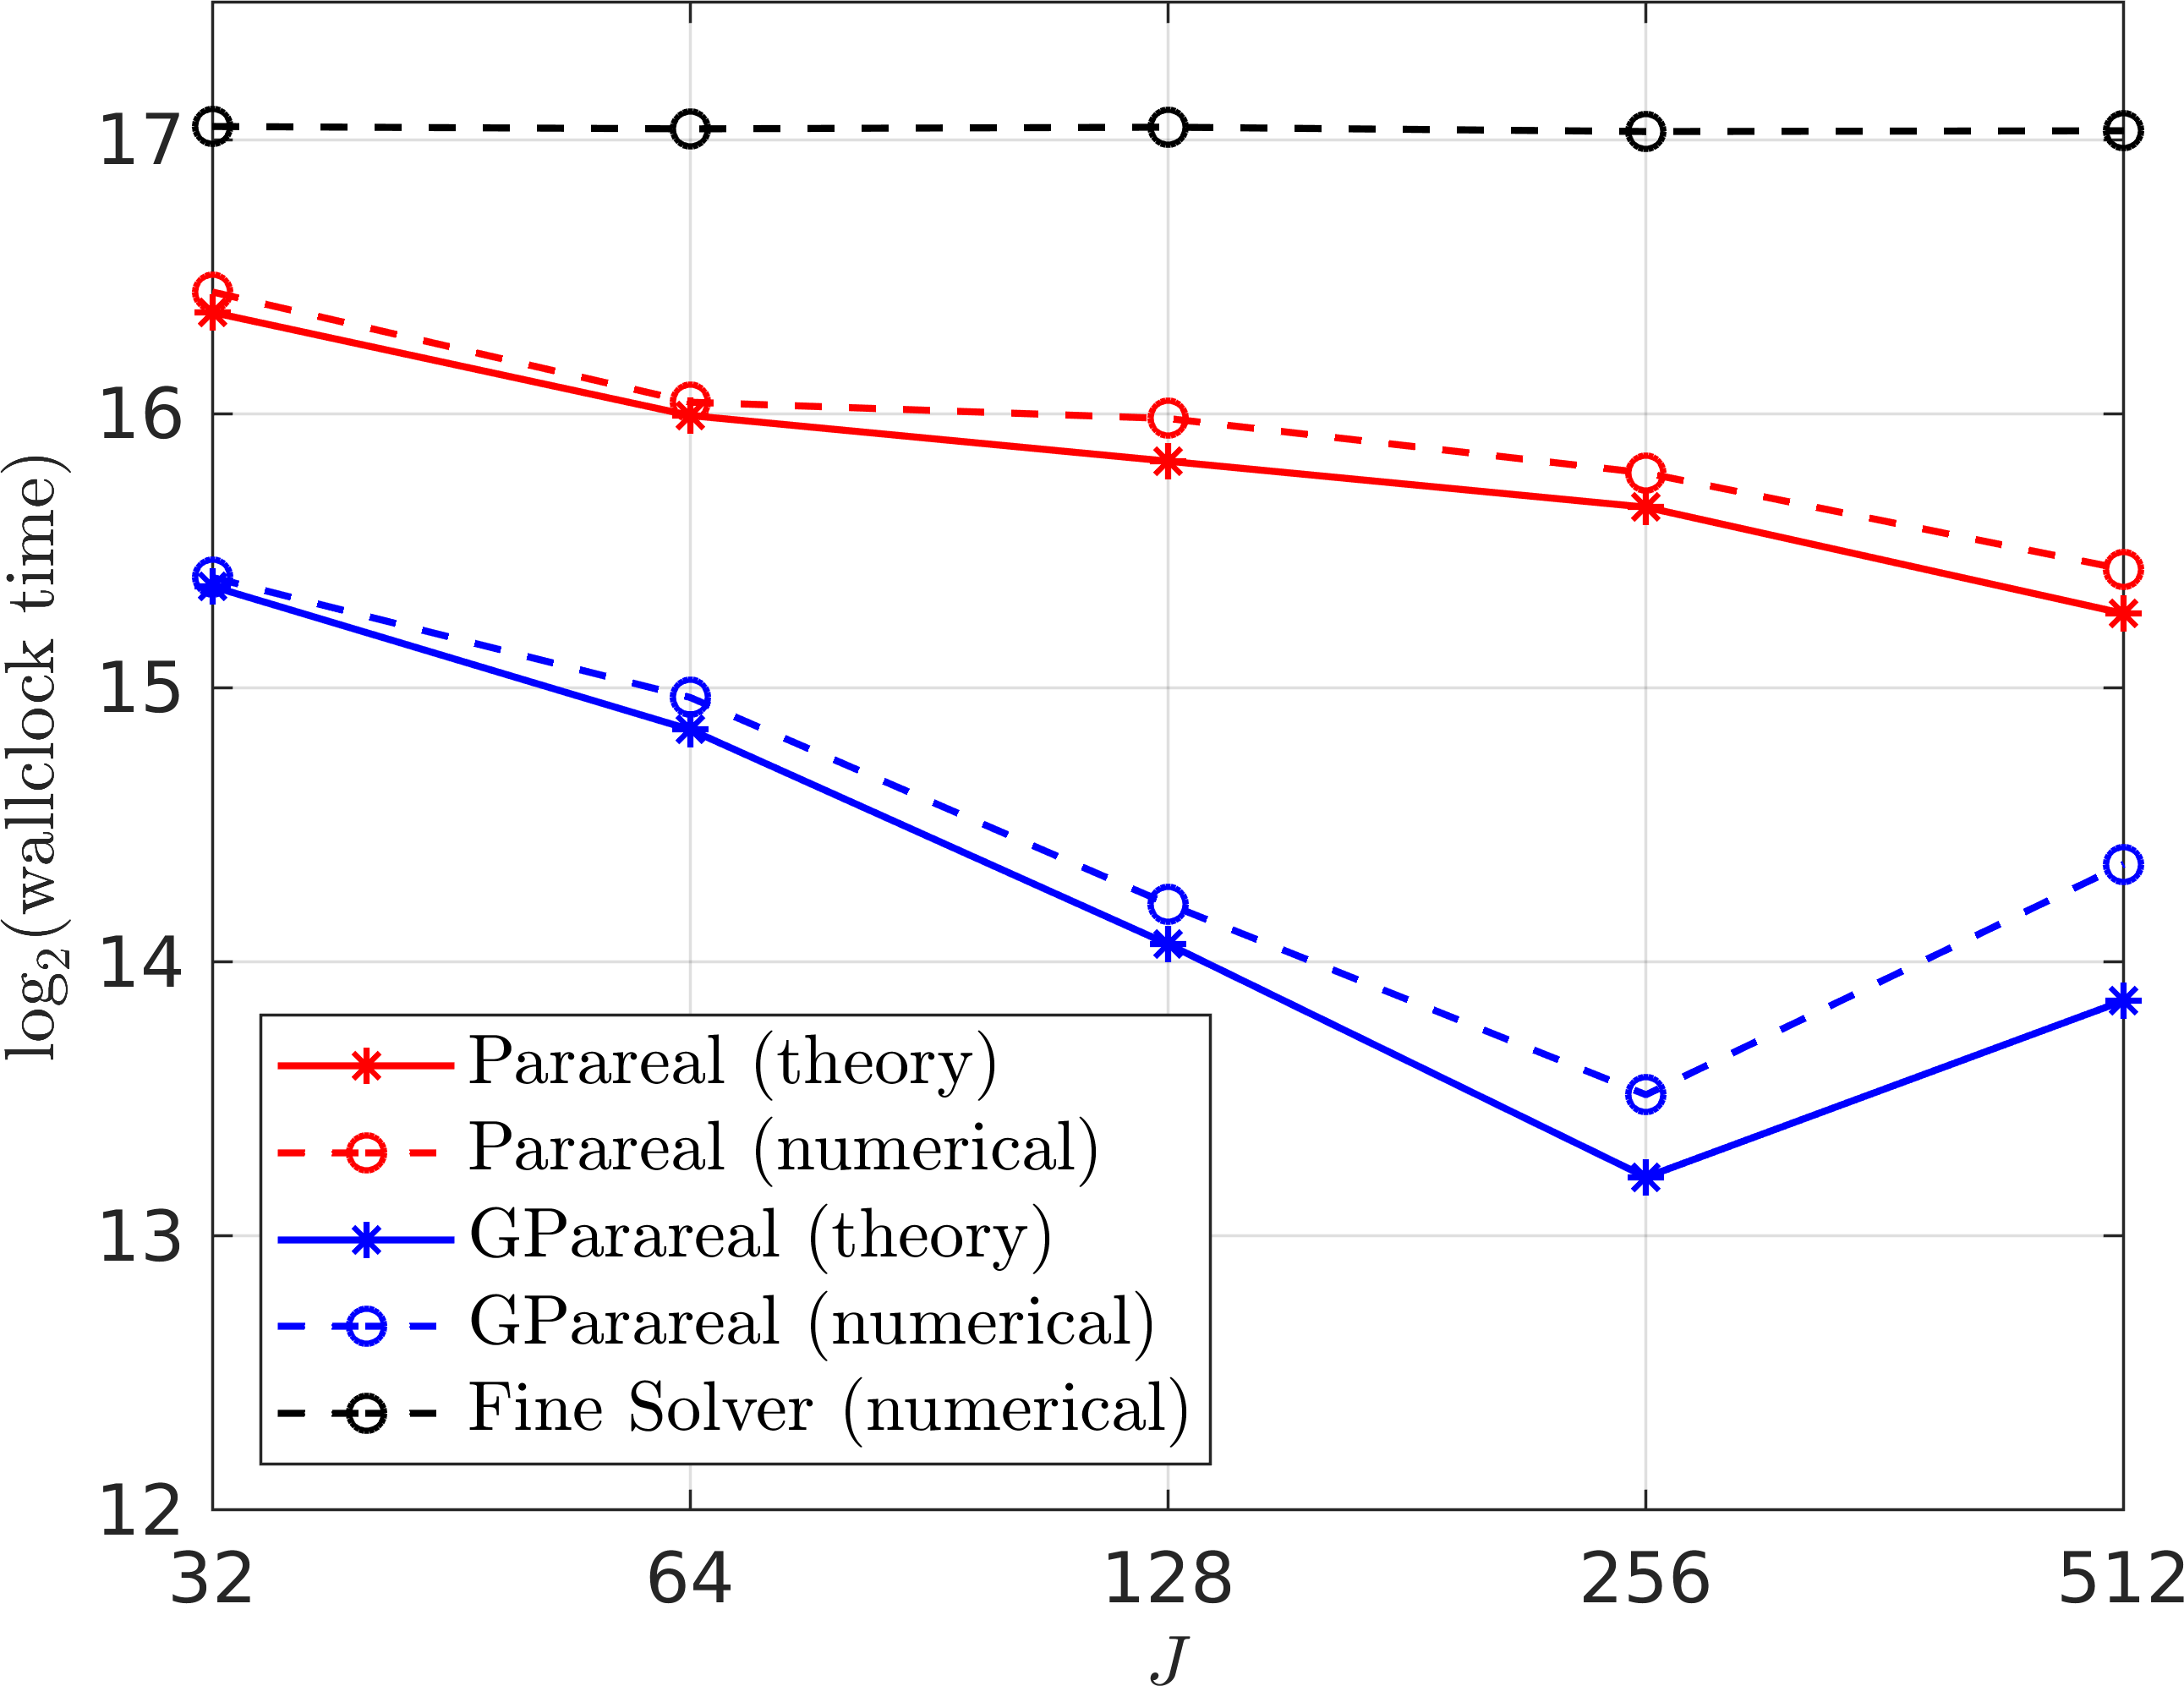 log₂(wallclock time)
17
16
15
14
13
12
Parareal (theory)
Parareal (numerical)
GParareal (theory)
GParareal (numerical)
Fine Solver (numerical)
32 64 128 256 512
J